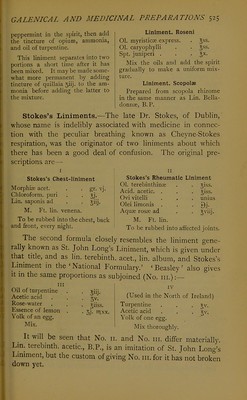 GALENICAL AND MEDICINAL PREPARATIONS 525
peppermint in the spirit, then add
the tincture of opium, ammonia,
and oil of turpentine.
This liniment separates into two
portions a short time after it has
been mixed. It may be made some-
what more permanent by adding
tincture of quillaia ʒiij. to the am-
monia before adding the latter to
the mixture.
Liniment. Roseni
Ol. myristicæ express. . ʒss.
Ol. caryophylli . . ʒss.
Spt. juniperi . . ʒx.
Mix the oils and add the spirit
gradually to make a uniform mix-
ture.
Liniment. Scopolæ
Prepared from scopola rhizome
in the same manner as Lin. Bella-
donnæ, B.P.
Stokes's Liniments.—The late Dr. Stokes, of Dublin,
whose name is indelibly associated with medicine in connec-
tion with the peculiar breathing known as Cheyne-Stokes
respiration, was the originator of two liniments about which
there has been a good deal of confusion. The original pre-
scriptions are—
I
Stokes's Chest-liniment
Morphiæ acet. . . gr. vj.
Chloroform. puri . . ʒj.
Lin. saponis ad . . ʒiij.
M. Ft. lin. venens.
To be rubbed into the chest, back
and front, every night.
II
Stokes's Rheumatic Liniment
Ol. terebinthinæ . . ʒiss.
Acid. acetic. . . ʒss.
Ovi vitelli . . unius
Olei limonis . . ʒj.
Aquæ rosæ ad . . ʒviij.
M. Ft. lin.
To be rubbed into affected joints.
The second formula closely resembles the liniment gene-
rally known as St. John Long's Liniment, which is given under
that title, and as lin. terebinth. acet., lin. album, and Stokes's
Liniment in the 'National Formulary.' 'Beasley' also gives
it in the same proportions as subjoined (No. III.):—
III
Oil of turpentine . . ʒiij.
Acetic acid . . ʒv.
Rose-water . . ʒiiss.
Essence of lemon . ʒj. ♏xx.
Yolk of an egg.
Mix.
IV
(Used in the North of Ireland)
Turpentine . . ʒv.
Acetic acid . . ʒv.
Yolk of one egg.
Mix thoroughly.
It will be seen that No. II. and No. III. differ materially.
Lin. terebinth. acetic., B.P., is an imitation of St. John Long's
Liniment, but the custom of giving No. III. for it has not broken
down yet.